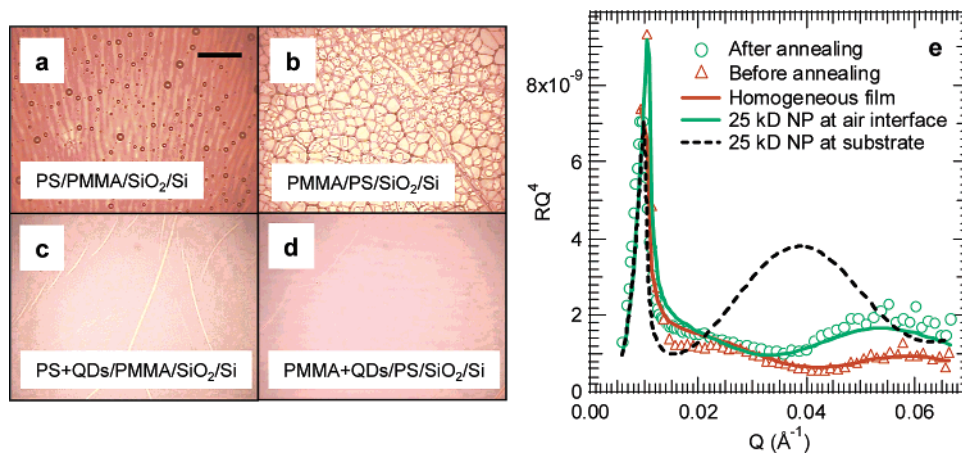 a
b
PS/PMMA/SiO₂/Si
PMMA/PS/SiO₂/Si
c
d
PS+QDs/PMMA/SiO₂/Si
PMMA+QDs/PS/SiO₂/Si
e
After annealing
Before annealing
Homogeneous film
25 kD NP at air interface
25 kD NP at substrate
8x10⁻⁹
6
4
2
0
RQ⁴
0.00
0.02
0.04
0.06
Q (Å⁻¹)